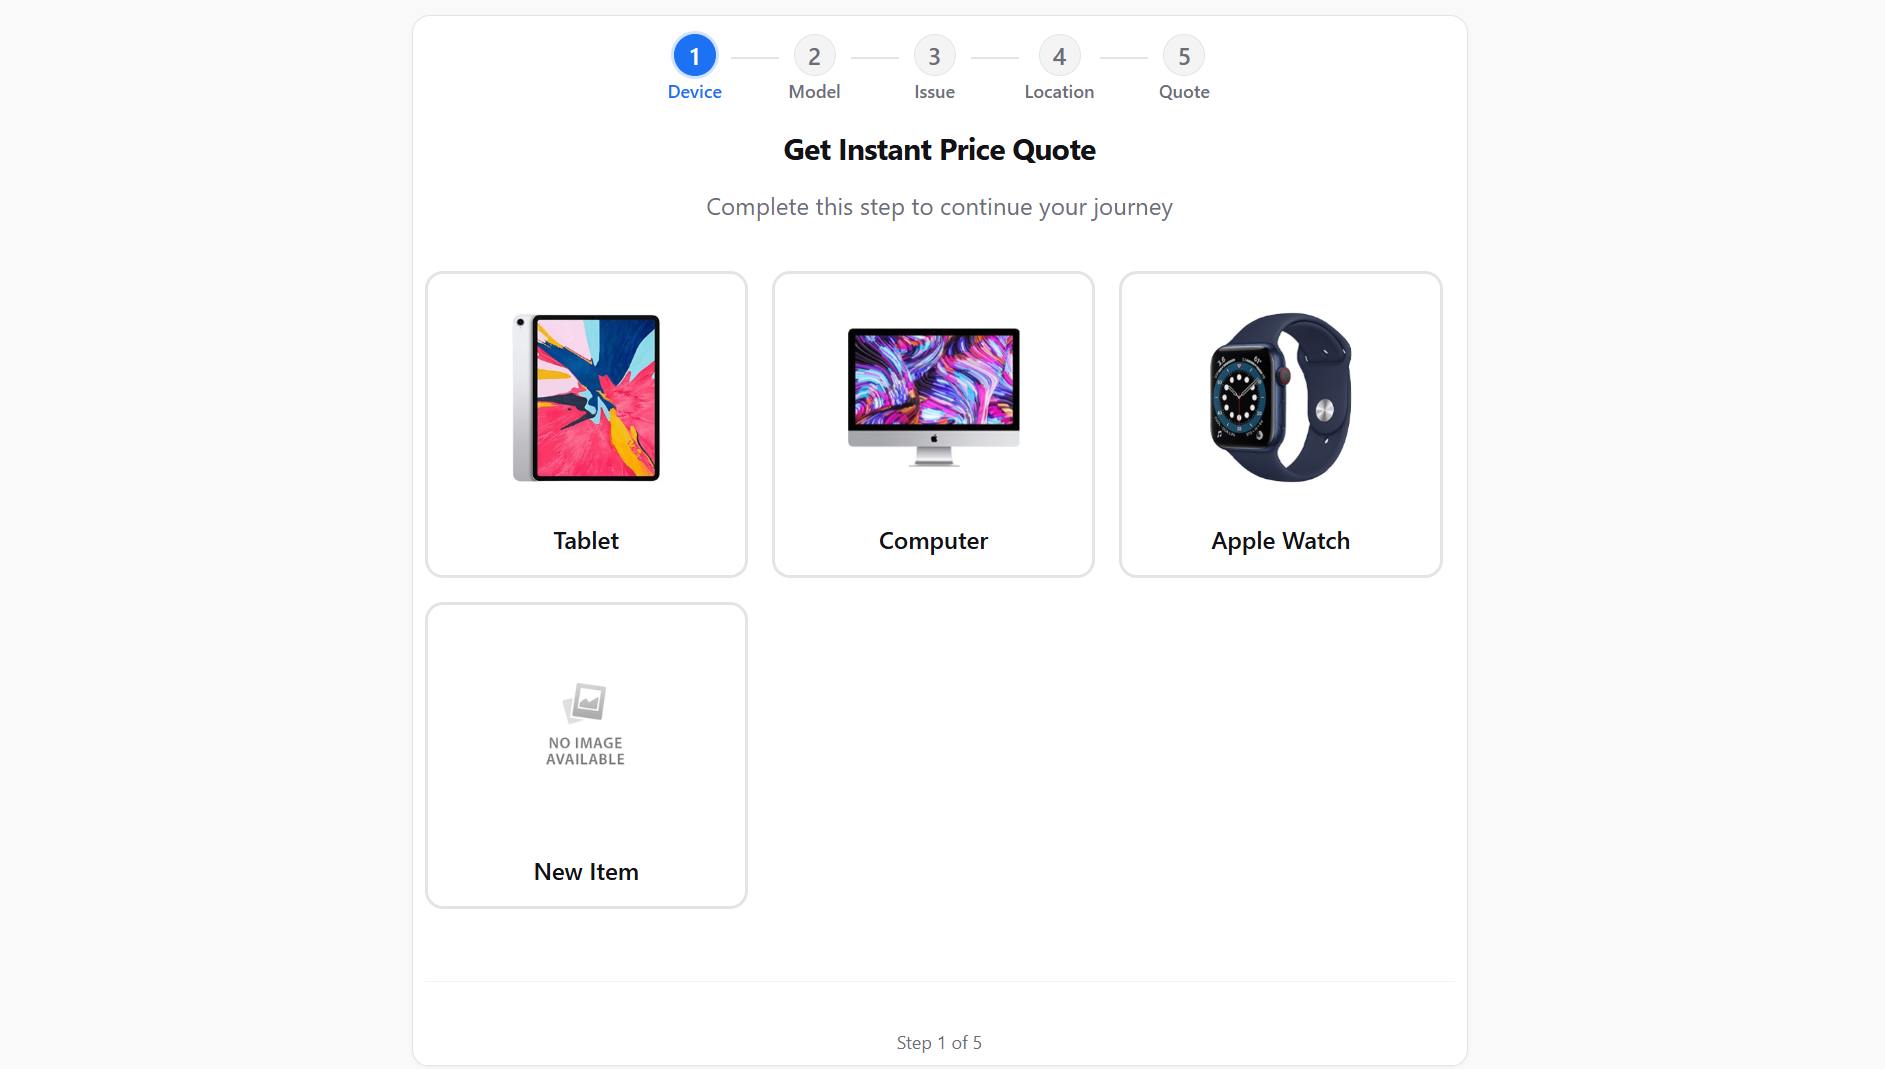 1
2
3
4
5
Device
Model
Issue
Location
Quote
Get Instant Price Quote
Complete this step to continue your journey
Tablet
Computer
Apple Watch
NO IMAGE
AVAILABLE
New Item
Step 1 of 5